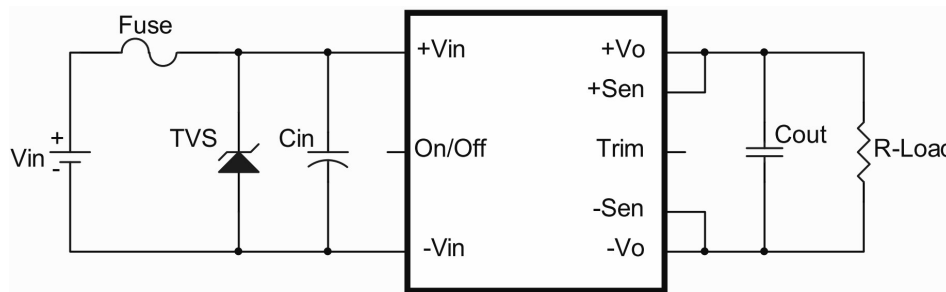 Fuse
+Vin
+Vo
+Sen
TVS
Cin
On/Off
Trim
Cout
R-Load
Vin
+
-
-Sen
-Vin
-Vo